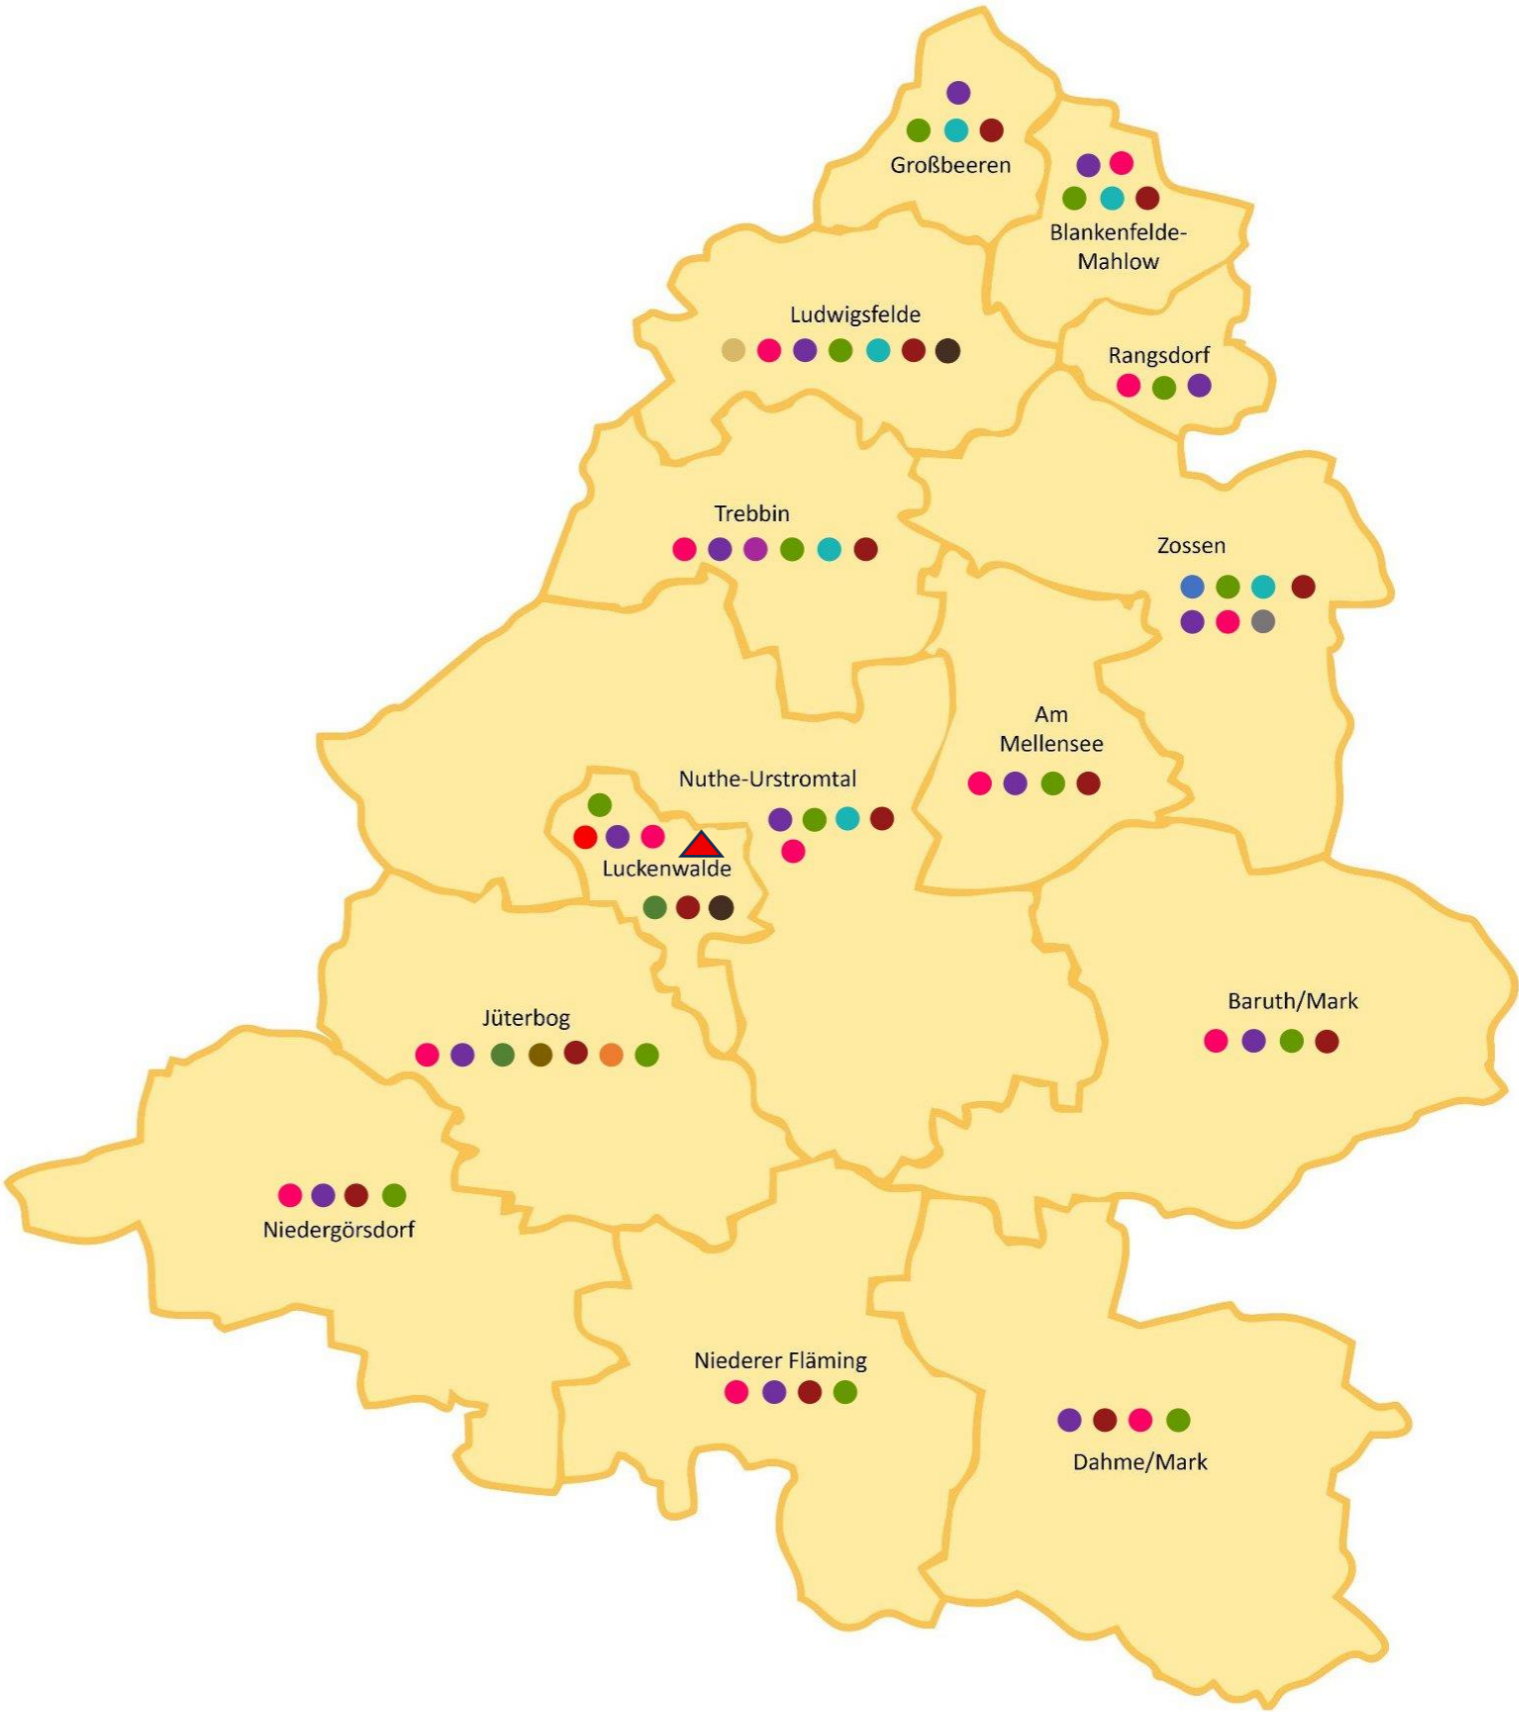 Großbeeren
Blankenfelde-
Mahlow
Ludwigsfelde
Rangsdorf
Trebbin
Zossen
Am
Mellensee
Nuthe-Urstromtal
Luckenwalde
Baruth/Mark
Jüterbog
Niedergörsdorf
Niederer Fläming
Dahme/Mark